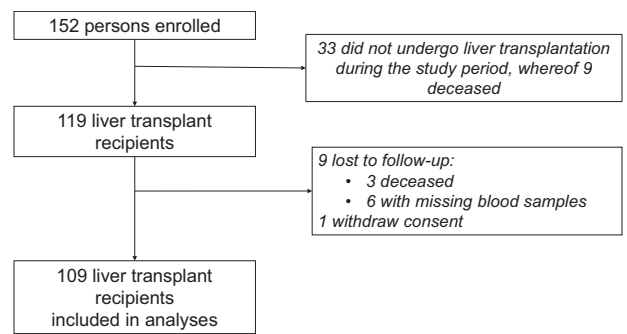 152 persons enrolled
33 did not undergo liver transplantation
during the study period, whereof 9
deceased
119 liver transplant
recipients
9 lost to follow-up:
• 3 deceased
• 6 with missing blood samples
1 withdraw consent
109 liver transplant
recipients
included in analyses